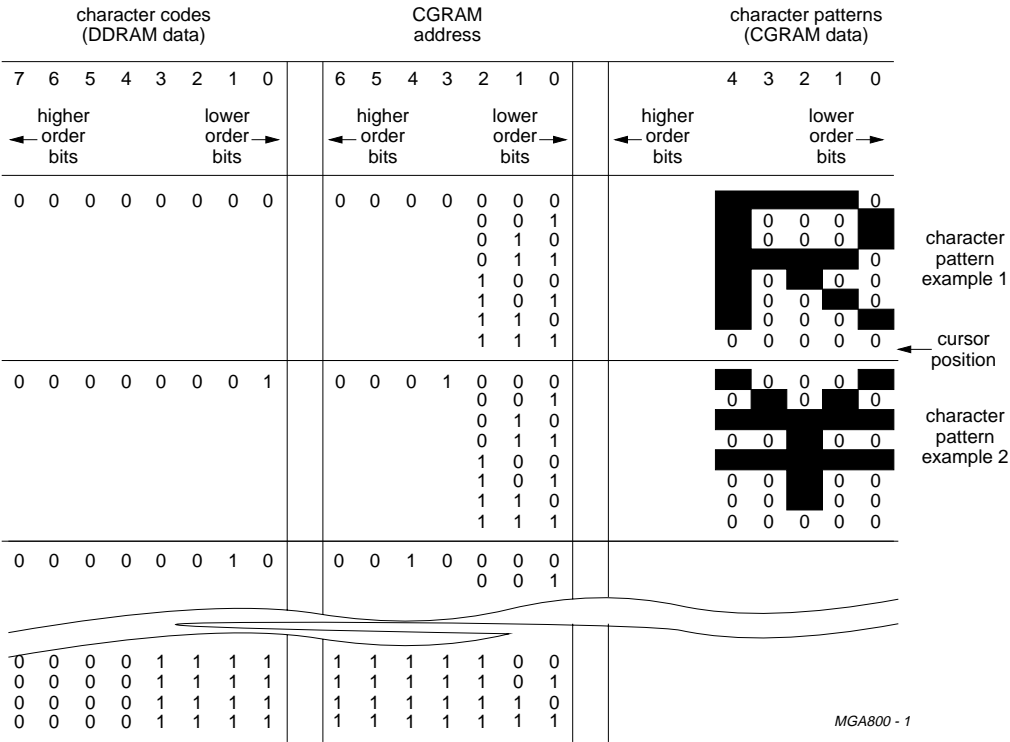 character codes
(DDRAM data)
CGRAM
address
character patterns
(CGRAM data)
7 6 5 4 3 2 1 0 6 5 4 3 2 1 0 4 3 2 1 0
higher
order
bits
lower
order
bits
higher
order
bits
lower
order
bits
higher
order
bits
lower
order
bits
0 0 0 0 0 0 0 0 0 0 0 0 0 0 0 0
0 0 1 0 0 0
0 1 0 0 0 0
0 1 1 0
1 0 0 0 0 0
1 0 1 0 0 0
1 1 0 0 0 0
1 1 1 0 0 0 0 0
character
pattern
example 1
cursor
position
0 0 0 0 0 0 0 1 0 0 0 1 0 0 0 0 0 0
0 0 1 0 0 0
0 1 0
0 1 1 0 0 0 0
1 0 0
1 0 1 0 0 0 0
1 1 0 0 0 0 0
1 1 1 0 0 0 0 0
character
pattern
example 2
0 0 0 0 0 0 1 0 0 0 1 0 0 0 0
0 0 1
0 0 0 0 1 1 1 1 1 1 1 1 1 0 0
0 0 0 0 1 1 1 1 1 1 1 1 1 0 1
0 0 0 0 1 1 1 1 1 1 1 1 1 1 0
0 0 0 0 1 1 1 1 1 1 1 1 1 1 1
MGA800 - 1